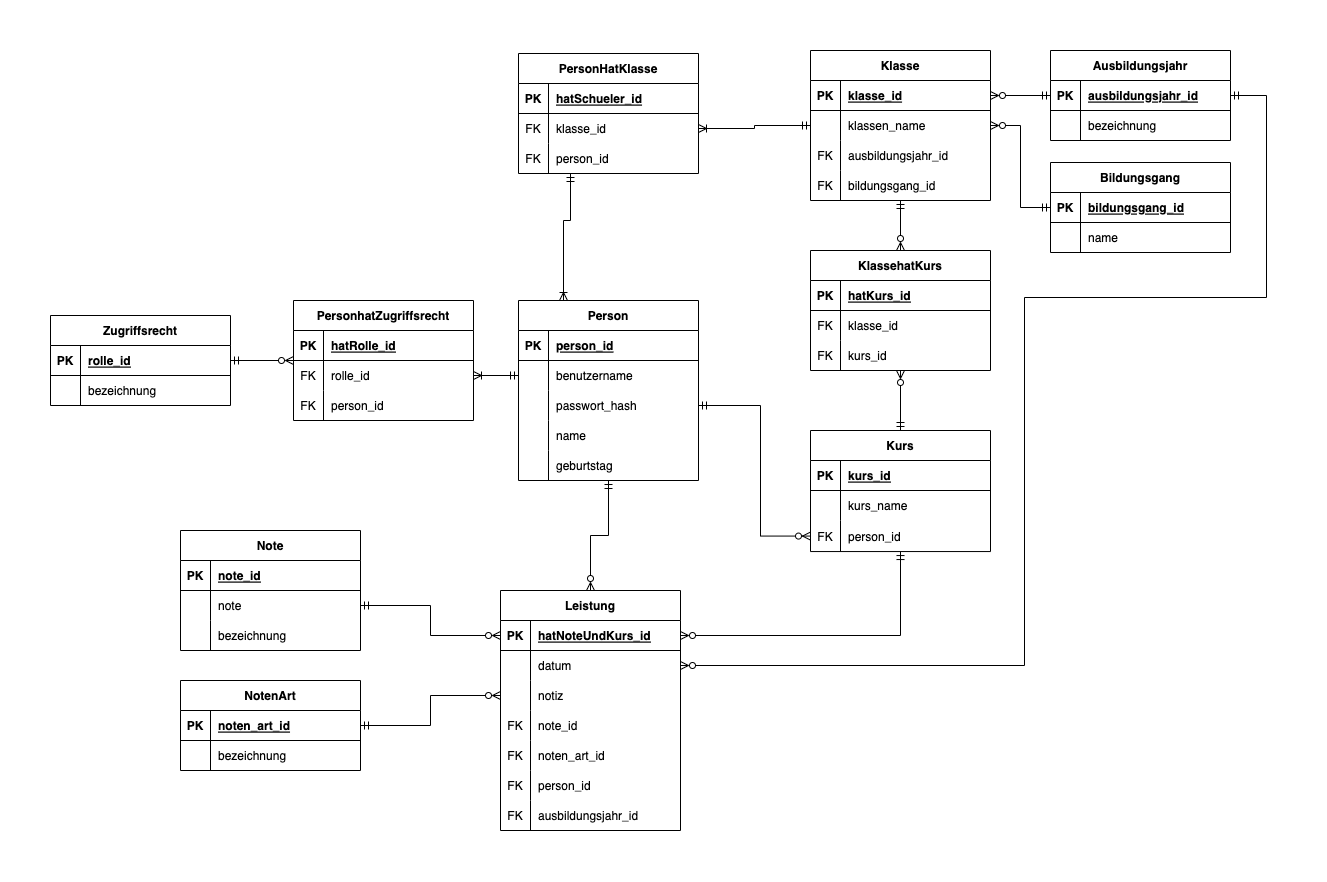 PersonHatKlasse
PK hatSchueler_id
FK klasse_id
FK person_id
Klasse
PK klasse_id
klassen_name
FK ausbildungsjahr_id
FK bildungsgang_id
Ausbildungsjahr
PK ausbildungsjahr_id
bezeichnung
Bildungsgang
PK bildungsgang_id
name
KlassehatKurs
PK hatKurs_id
FK klasse_id
FK kurs_id
Zugriffsrecht
PK rolle_id
bezeichnung
PersonhatZugriffsrecht
PK hatRolle_id
FK rolle_id
FK person_id
Person
PK person_id
benutzername
passwort_hash
name
geburtstag
Kurs
PK kurs_id
kurs_name
FK person_id
Note
PK note_id
note
bezeichnung
Leistung
PK hatNoteUndKurs_id
datum
notiz
FK note_id
FK noten_art_id
FK person_id
FK ausbildungsjahr_id
NotenArt
PK noten_art_id
bezeichnung